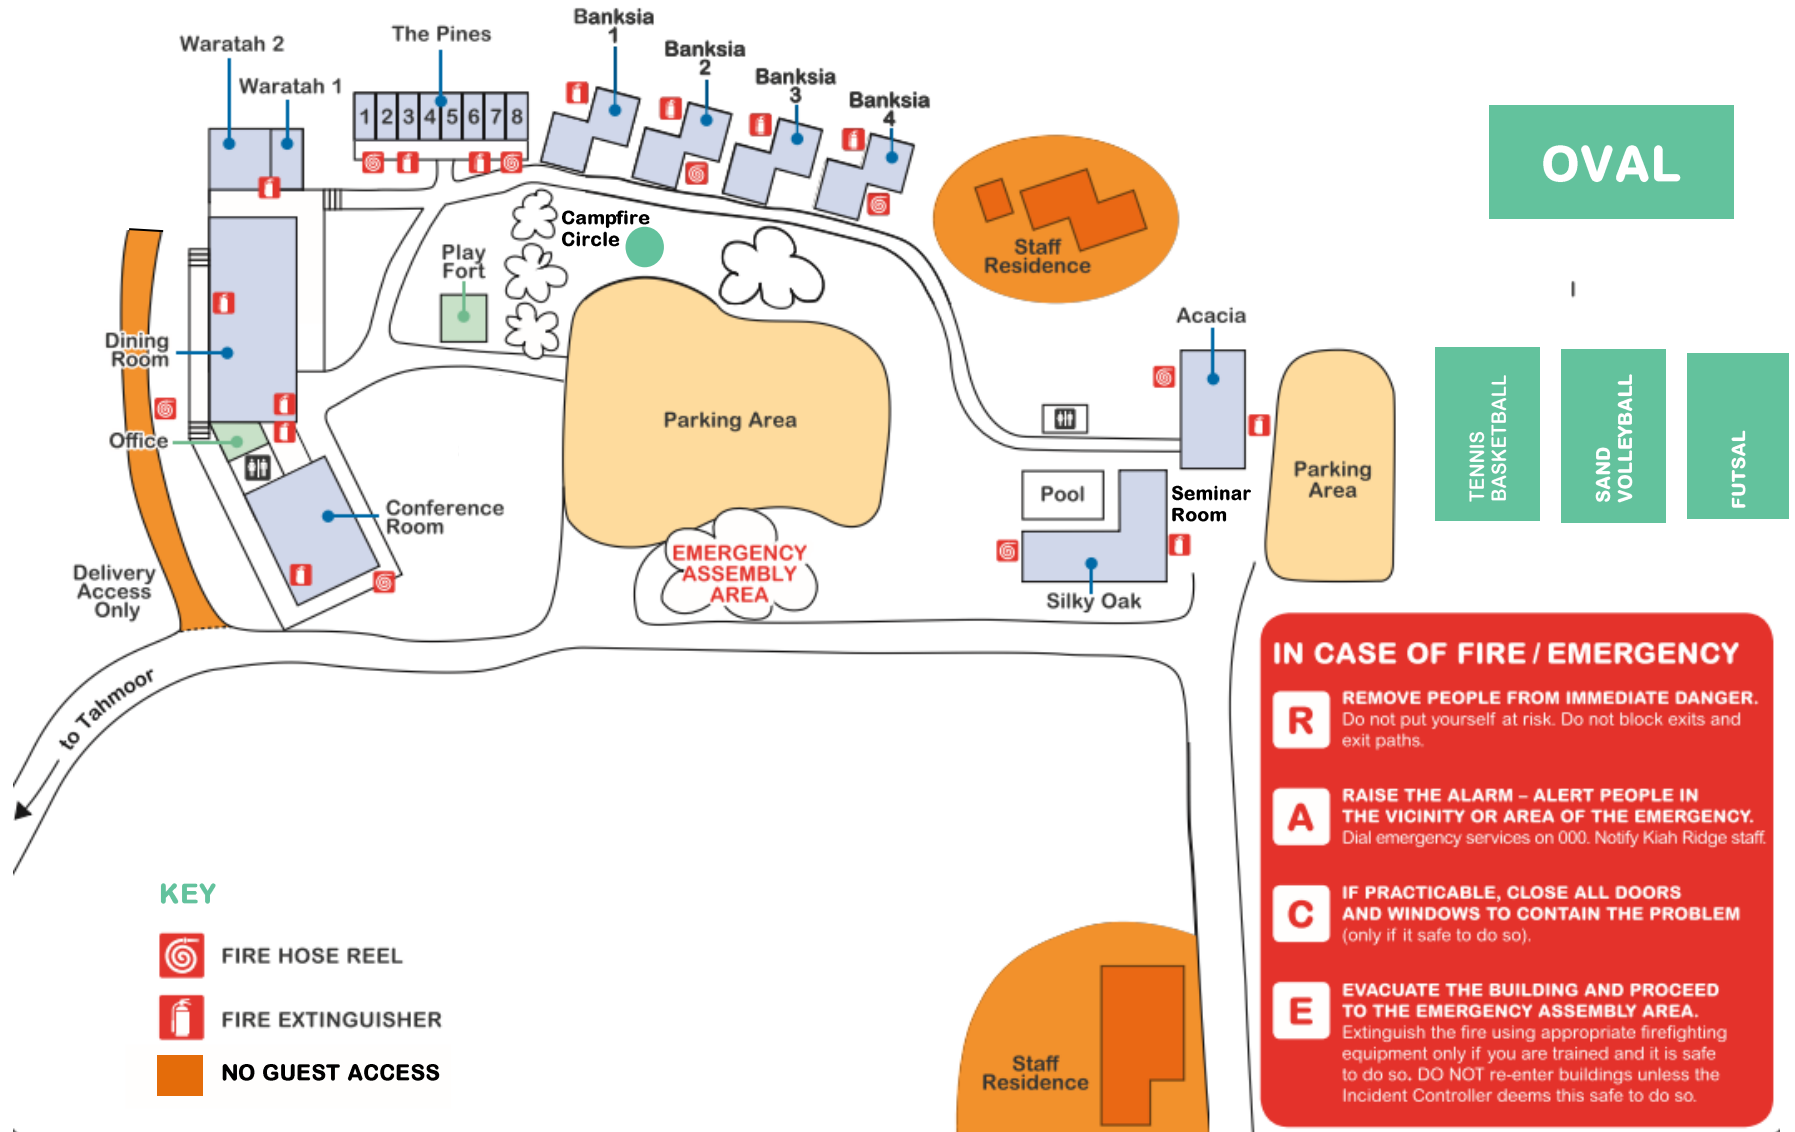 Waratah 2
Waratah 1
The Pines
1 2 3 4 5 6 7 8
Banksia
1
Banksia
2
Banksia
3
Banksia
4
OVAL
Campfire
Circle
Play
Fort
Staff
Residence
Acacia
Dining
Room
Office
Parking Area
Conference
Room
Pool
Seminar
Room
Parking
Area
TENNIS
BASKETBALL
SAND
VOLLEYBALL
FUTSAL
EMERGENCY
ASSEMBLY
AREA
Silky Oak
Delivery
Access
Only
to Tahmoor
KEY
FIRE HOSE REEL
FIRE EXTINGUISHER
NO GUEST ACCESS
Staff
Residence
IN CASE OF FIRE / EMERGENCY
R
REMOVE PEOPLE FROM IMMEDIATE DANGER.
Do not put yourself at risk. Do not block exits and
exit paths.
A
RAISE THE ALARM – ALERT PEOPLE IN
THE VICINITY OR AREA OF THE EMERGENCY.
Dial emergency services on 000. Notify Kiah Ridge staff.
C
IF PRACTICABLE, CLOSE ALL DOORS
AND WINDOWS TO CONTAIN THE PROBLEM
(only if it safe to do so).
E
EVACUATE THE BUILDING AND PROCEED
TO THE EMERGENCY ASSEMBLY AREA.
Extinguish the fire using appropriate firefighting
equipment only if you are trained and it is safe
to do so. DO NOT re-enter buildings unless the
Incident Controller deems this safe to do so.